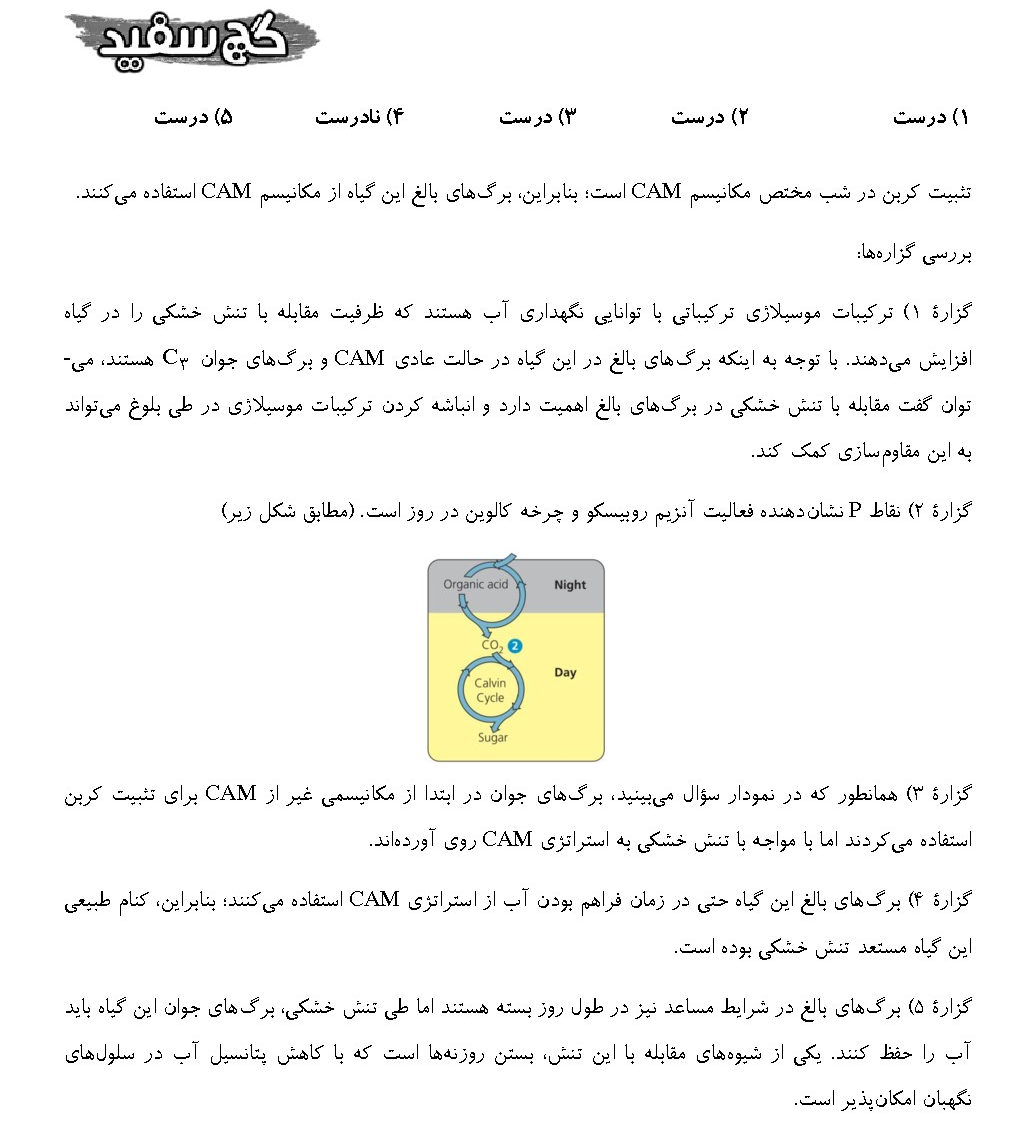 گچ سفید
۱) درست ۲) درست ۳) درست ۴) نادرست ۵) درست
تثبیت کربن در شب مختص مکانیسم CAM است؛ بنابراین، برگ‌های بالغ این گیاه از مکانیسم CAM استفاده می‌کنند.
بررسی گزاره‌ها:
گزارهٔ ۱) ترکیبات موسیلاژی ترکیباتی با توانایی نگهداری آب هستند که ظرفیت مقابله با تنش خشکی را در گیاه
افزایش می‌دهند. با توجه به اینکه برگ‌های بالغ در این گیاه در حالت عادی CAM و برگ‌های جوان C۳ هستند، می-
توان گفت مقابله با تنش خشکی در برگ‌های بالغ اهمیت دارد و انباشه کردن ترکیبات موسیلاژی در طی بلوغ می‌تواند
به این مقاوم‌سازی کمک کند.
گزارهٔ ۲) نقاط P نشان‌دهنده فعالیت آنزیم روبیسکو و چرخه کالوین در روز است. (مطابق شکل زیر)
Organic acid Night
CO2 2
Day
Calvin
Cycle
Sugar
گزارهٔ ۳) همانطور که در نمودار سؤال می‌بینید، برگ‌های جوان در ابتدا از مکانیسمی غیر از CAM برای تثبیت کربن
استفاده می‌کردند اما با مواجه با تنش خشکی به استراتژی CAM روی آورده‌اند.
گزارهٔ ۴) برگ‌های بالغ این گیاه حتی در زمان فراهم بودن آب از استراتژی CAM استفاده می‌کنند؛ بنابراین، کنام طبیعی
این گیاه مستعد تنش خشکی بوده است.
گزارهٔ ۵) برگ‌های بالغ در شرایط مساعد نیز در طول روز بسته هستند اما طی تنش خشکی، برگ‌های جوان این گیاه باید
آب را حفظ کنند. یکی از شیوه‌های مقابله با این تنش، بستن روزنه‌ها است که با کاهش پتانسیل آب در سلول‌های
نگهبان امکان‌پذیر است.